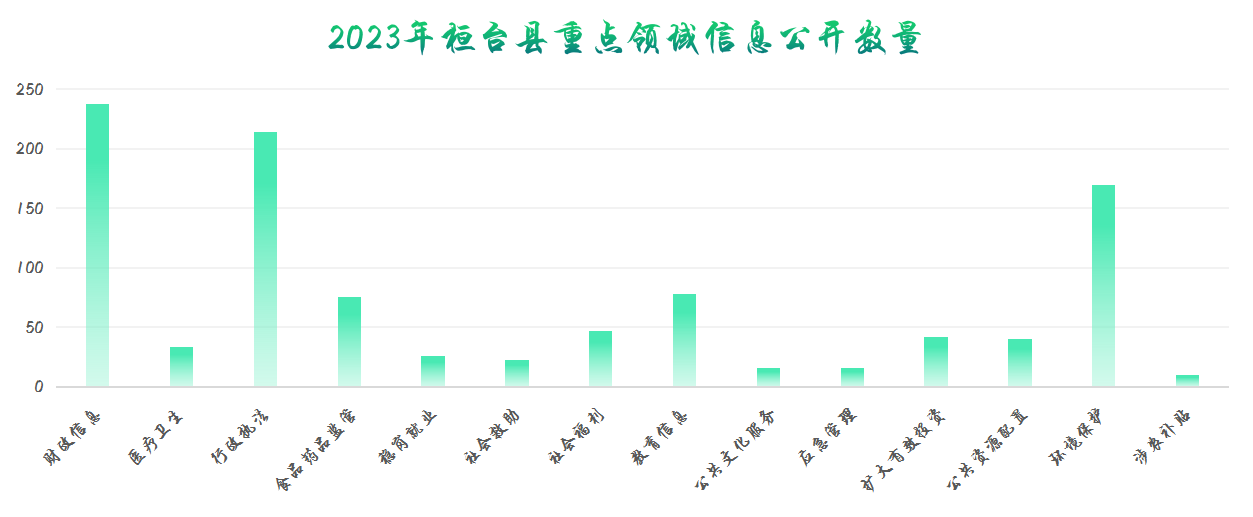 2023年桓台县重点领域信息公开数量
250
200
150
100
50
0
财政信息
医疗卫生
行政执法
食品药品监管
稳岗就业
社会救助
社会福利
教育信息
公共文化服务
应急管理
扩大有效投资
公共资源配置
环境保护
涉农补贴